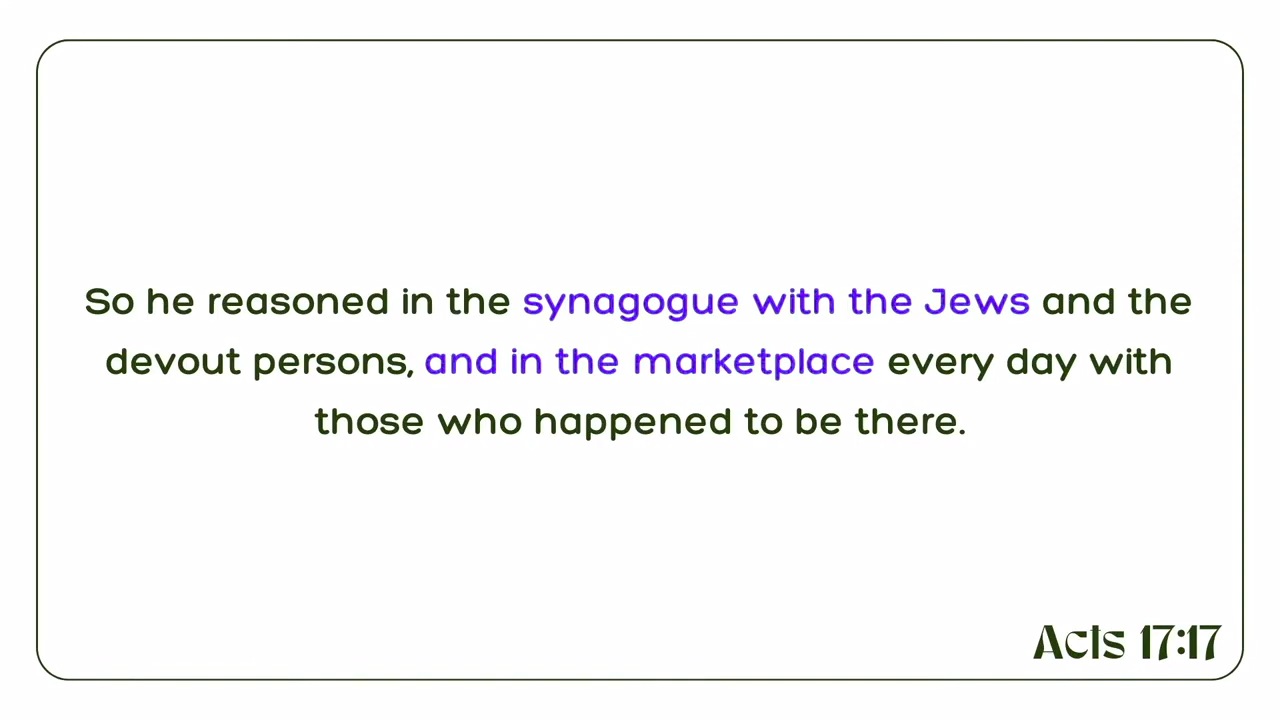 So he reasoned in the synagogue with the Jews and the
devout persons, and in the marketplace every day with
those who happened to be there.
Acts 17:17